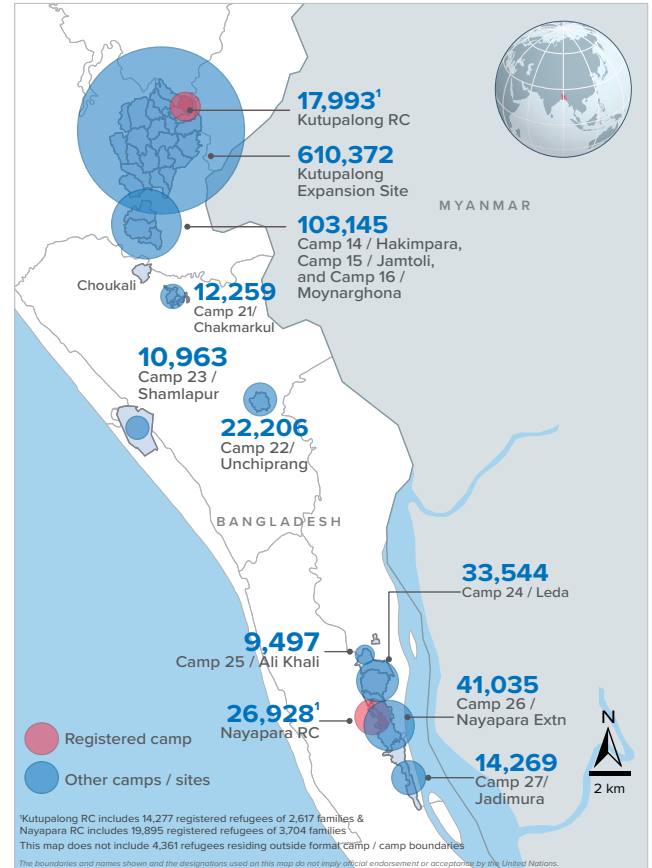 17,993¹
Kutupalong RC
610,372
Kutupalong
Expansion Site
MYANMAR
103,145
Camp 14 / Hakimpara,
Camp 15 / Jamtoli,
and Camp 16 /
Moynarghona
Choukali
12,259
Camp 21/
Chakmarkul
10,963
Camp 23 /
Shamlapur
22,206
Camp 22/
Unchiprang
BANGLADESH
33,544
Camp 24 / Leda
9,497
Camp 25 / Ali Khali
41,035
Camp 26 /
Nayapara Extn
26,928¹
Nayapara RC
N
2 km
Registered camp
Other camps / sites
14,269
Camp 27/
Jadimura
¹Kutupalong RC includes 14,277 registered refugees of 2,617 families &
Nayapara RC includes 19,895 registered refugees of 3,704 families
This map does not include 4,361 refugees residing outside formal camp / camp boundaries
The boundaries and names shown and the designations used on this map do not imply official endorsement or acceptance by the United Nations.